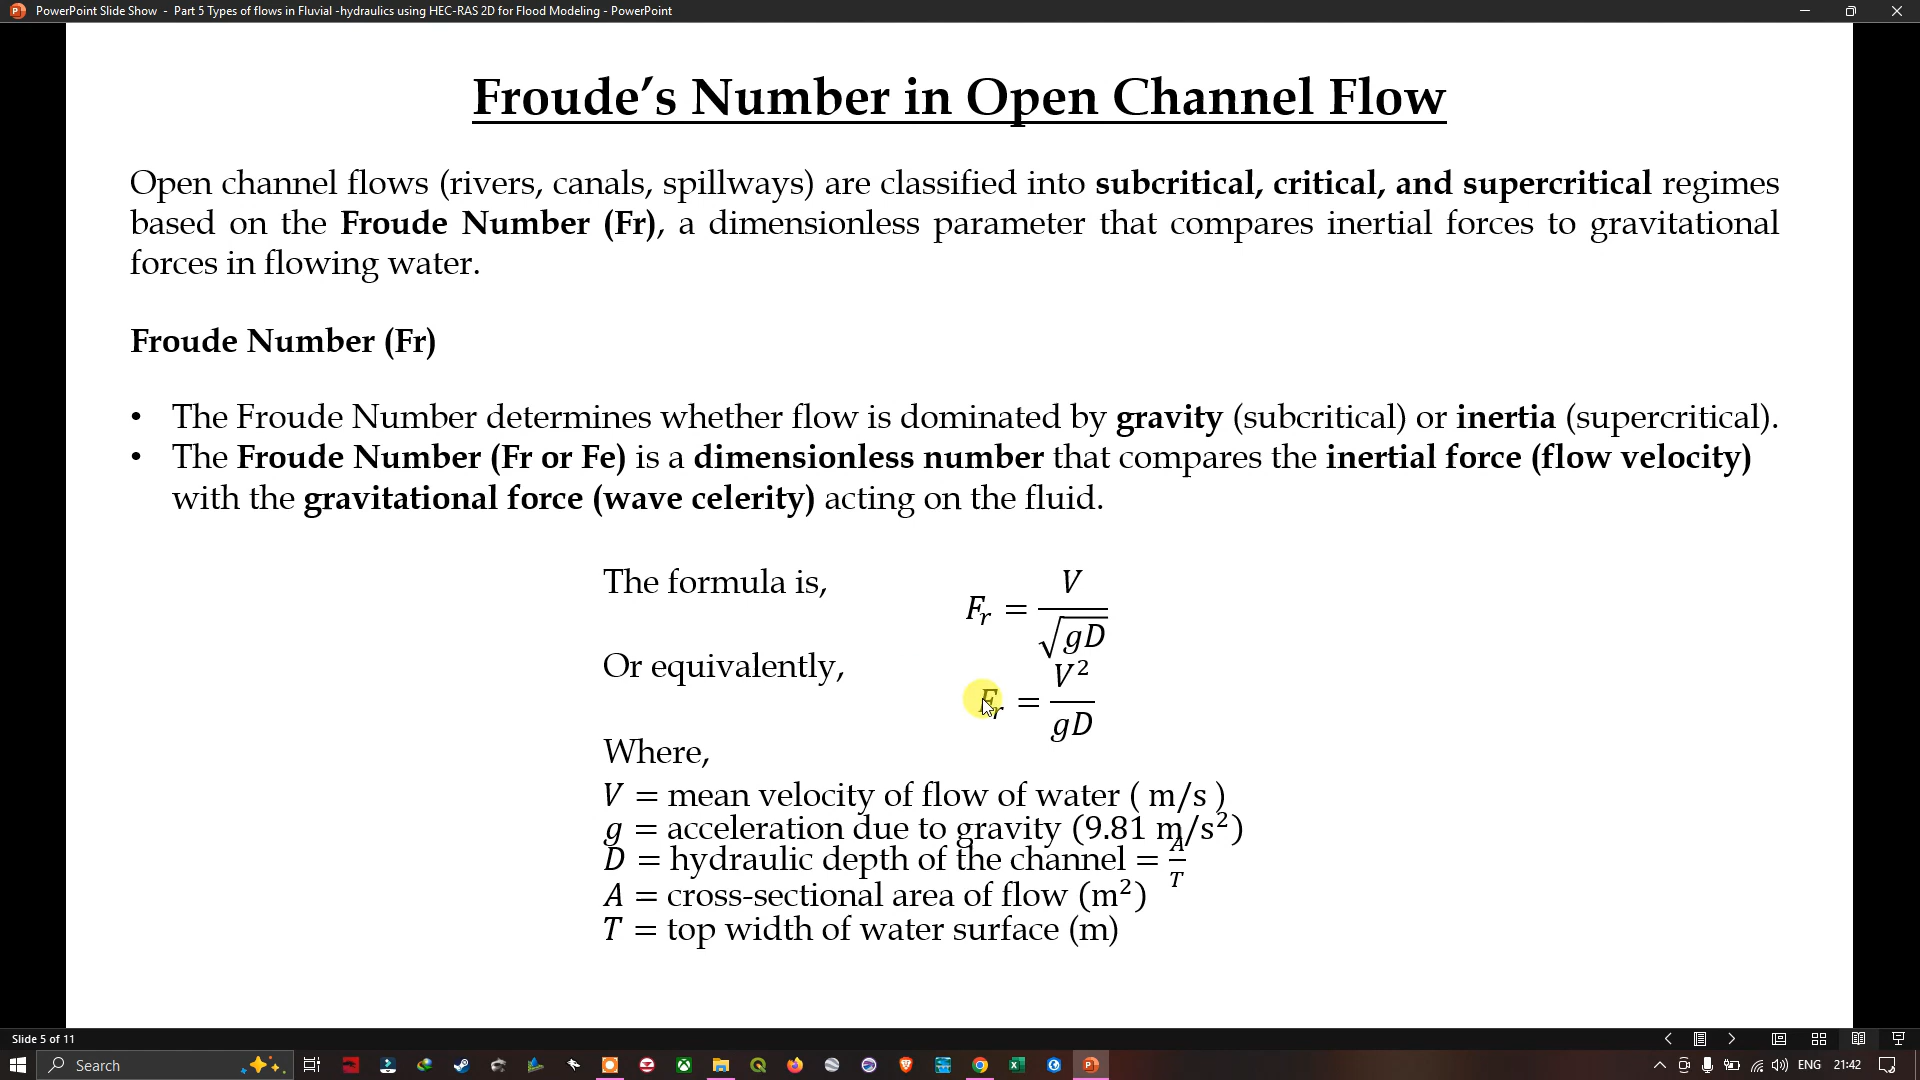 PowerPoint Slide Show - Part 5 Types of flows in Fluvial -hydraulics using HEC-RAS 2D for Flood Modeling - PowerPoint
Froude’s Number in Open Channel Flow
Open channel flows (rivers, canals, spillways) are classified into subcritical, critical, and supercritical regimes
based on the Froude Number (Fr), a dimensionless parameter that compares inertial forces to gravitational
forces in flowing water.
Froude Number (Fr)
• The Froude Number determines whether flow is dominated by gravity (subcritical) or inertia (supercritical).
• The Froude Number (Fr or Fe) is a dimensionless number that compares the inertial force (flow velocity)
with the gravitational force (wave celerity) acting on the fluid.
The formula is, F_r = V / √(gD)
Or equivalently, F_r = V² / gD
Where,
V = mean velocity of flow of water ( m/s )
g = acceleration due to gravity (9.81 m/s²)
D = hydraulic depth of the channel = A/T
A = cross-sectional area of flow (m²)
T = top width of water surface (m)
Slide 5 of 11
Search
ENG 21:42